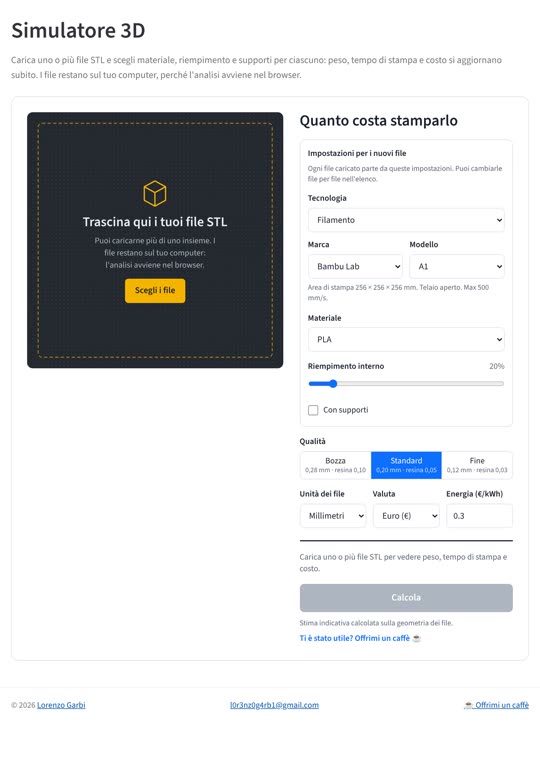 Simulatore 3D
Carica uno o più file STL e scegli materiale, riempimento e supporti per ciascuno: peso, tempo di stampa e costo si aggiornano
subito. I file restano sul tuo computer, perché l'analisi avviene nel browser.
Trascina qui i tuoi file STL
Puoi caricarne più di uno insieme. I
file restano sul tuo computer:
l'analisi avviene nel browser.
Scegli i file
Quanto costa stamparlo
Impostazioni per i nuovi file
Ogni file caricato parte da queste impostazioni. Puoi cambiarle
file per file nell'elenco.
Tecnologia
Filamento
Marca Modello
Bambu Lab A1
Area di stampa 256 × 256 × 256 mm. Telaio aperto. Max 500
mm/s.
Materiale
PLA
Riempimento interno 20%
Con supporti
Qualità
Bozza Standard Fine
0,28 mm · resina 0,10 0,20 mm · resina 0,05 0,12 mm · resina 0,03
Unità dei file Valuta Energia (€/kWh)
Millimetri Euro (€) 0.3
Carica uno o più file STL per vedere peso, tempo di stampa e
costo.
Calcola
Stima indicativa calcolata sulla geometria dei file.
Ti è stato utile? Offrimi un caffè ☕
© 2026 Lorenzo Garbi l0r3nz0g4rb1@gmail.com ☕ Offrimi un caffè